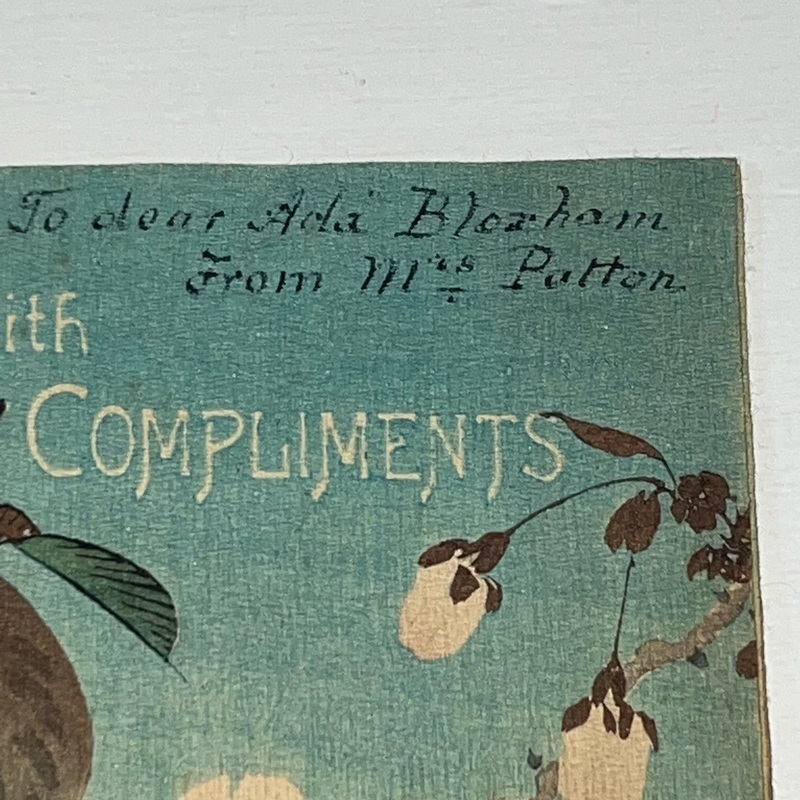 To dear Ada Bloxham
From Mrs Patton
ith
COMPLIMENTS